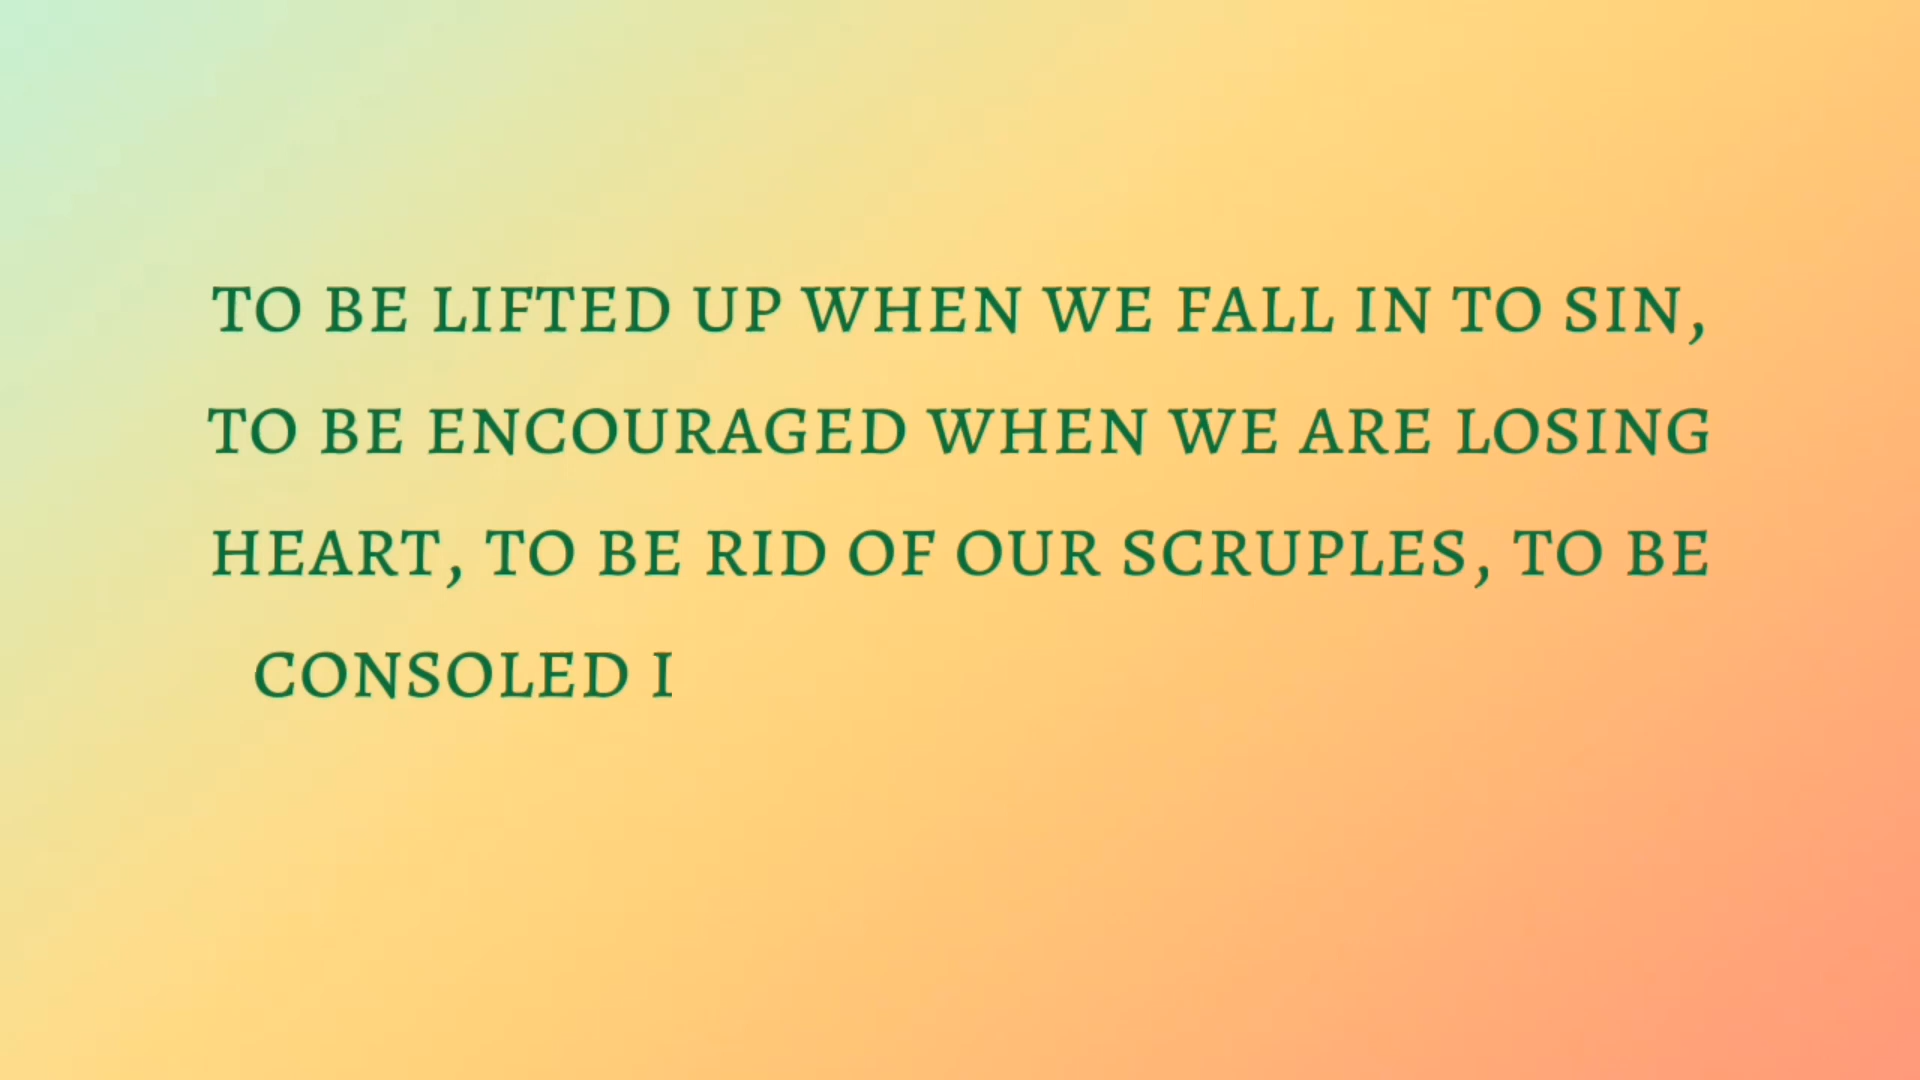 TO BE LIFTED UP WHEN WE FALL IN TO SIN,
TO BE ENCOURAGED WHEN WE ARE LOSING
HEART, TO BE RID OF OUR SCRUPLES, TO BE
CONSOLED I